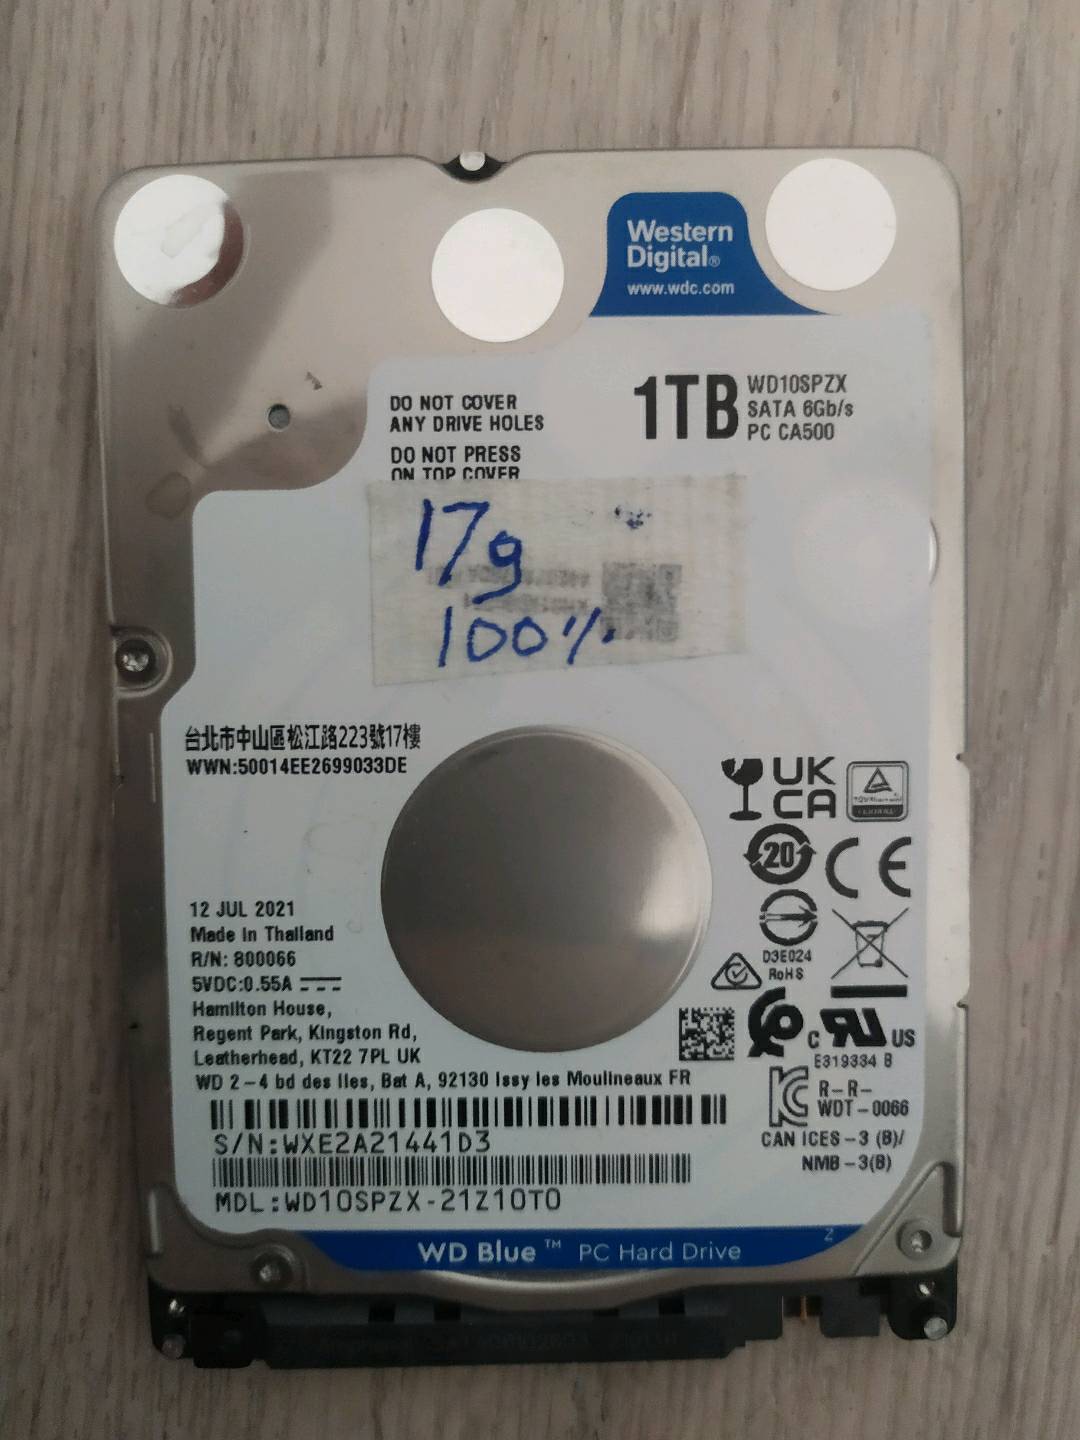 Western
Digital®
www.wdc.com
1TB
WD10SPZX
SATA 6Gb/s
PC CA500
DO NOT COVER
ANY DRIVE HOLES
DO NOT PRESS
ON TOP COVER
17g
100%
台北市中山區松江路223號17樓
WWN:50014EE2699033DE
UK
CA
20
CE
D3E024
RoHS
12 JUL 2021
Made in Thailand
R/N: 800066
5VDC:0.55A
Hamilton House,
Regent Park, Kingston Rd,
Leatherhead, KT22 7PL UK
WD 2-4 bd des Iles, Bat A, 92130 Issy les Moulineaux FR
C US
E319334 B
R-R-
WDT-0066
CAN ICES-3 (B)/
NMB-3(B)
S/N:WXE2A21441D3
MDL:WD10SPZX-21Z10T0
Z
WD Blue™ PC Hard Drive